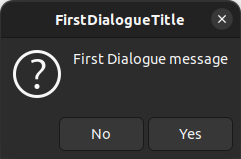 FirstDialogueTitle
?
First Dialogue message
No
Yes